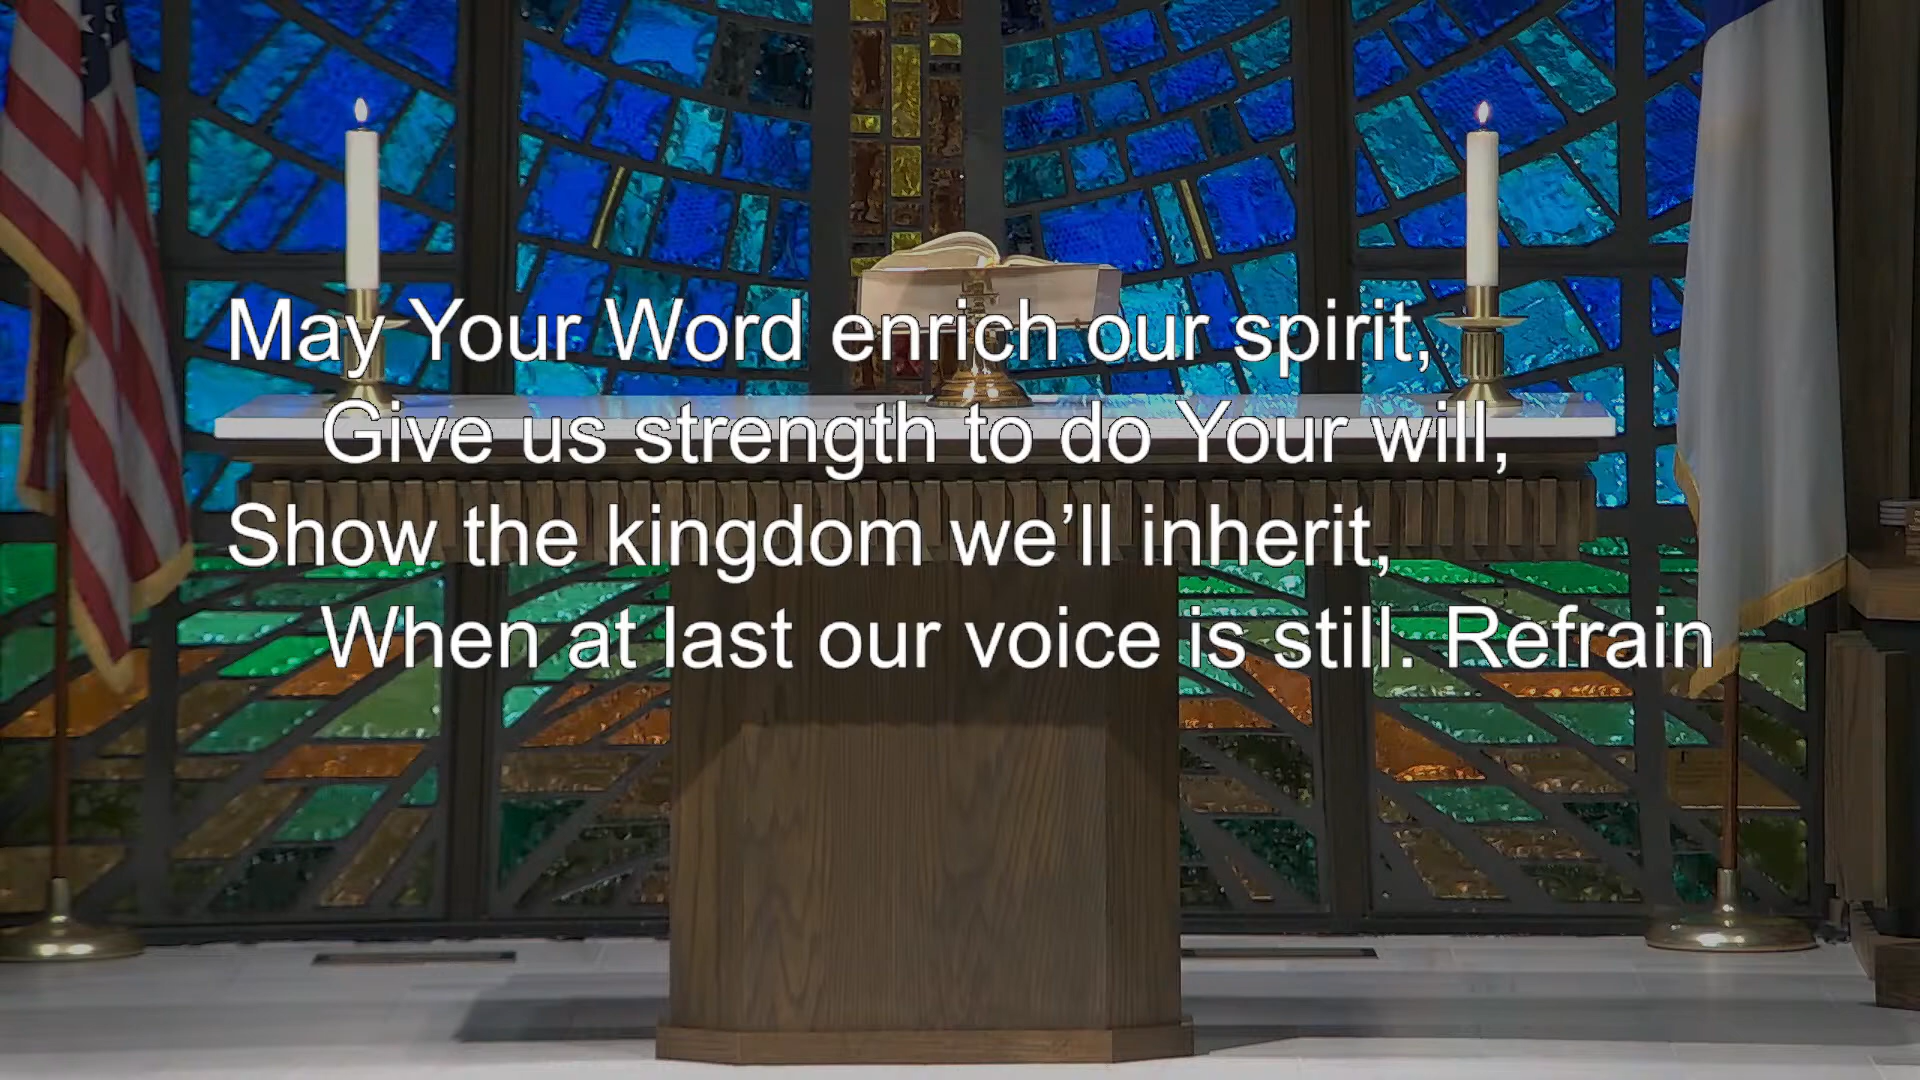 May Your Word enrich our spirit,
Give us strength to do Your will,
Show the kingdom we’ll inherit,
When at last our voice is still. Refrain